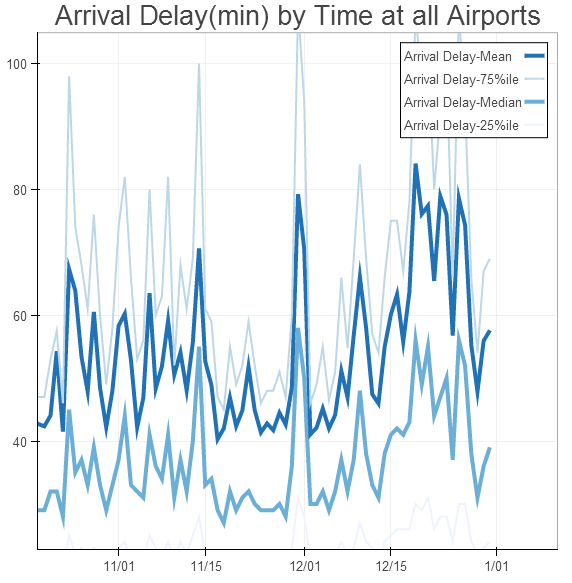 Arrival Delay(min) by Time at all Airports
Arrival Delay-Mean
Arrival Delay-75%ile
Arrival Delay-Median
Arrival Delay-25%ile
100
80
60
40
11/01 11/15 12/01 12/15 1/01